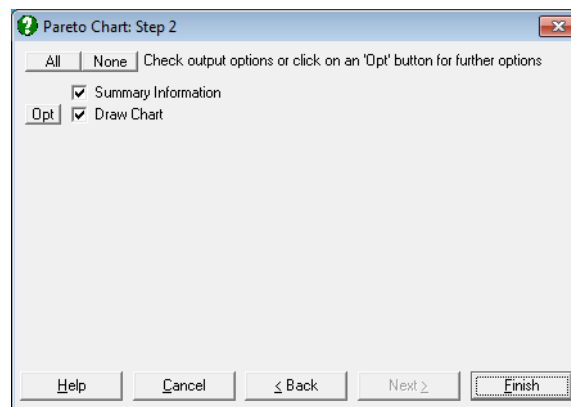 Pareto Chart: Step 2
All None Check output options or click on an 'Opt' button for further options
Summary Information
Opt Draw Chart
Help Cancel < Back Next > Finish